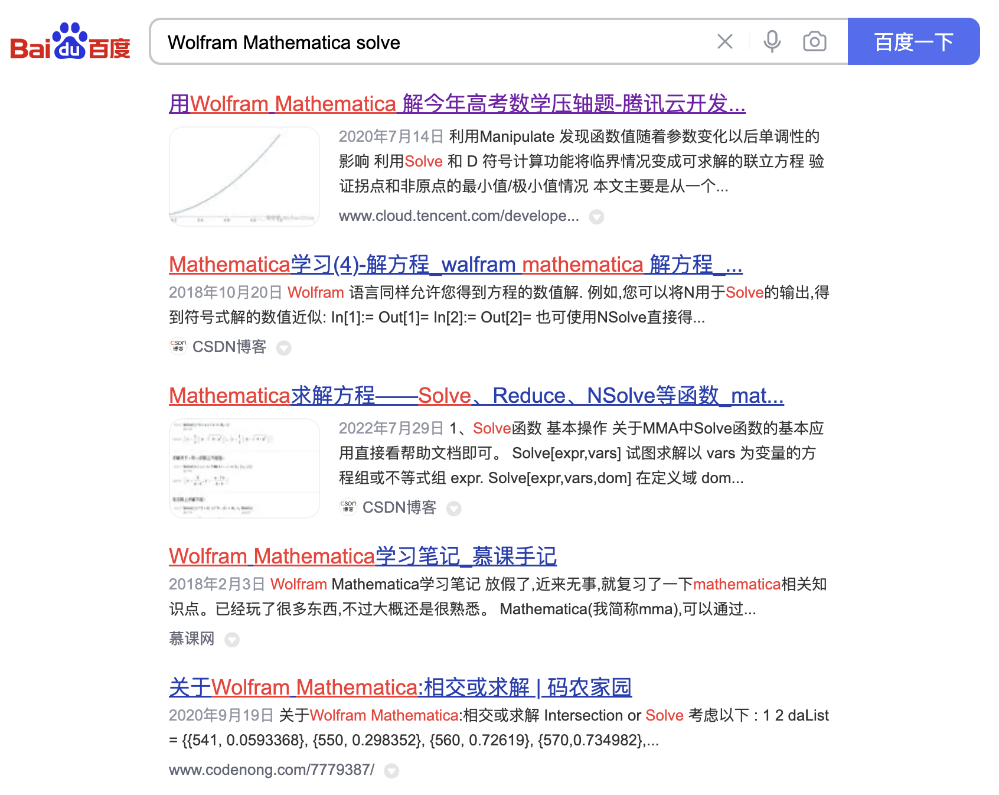 Bai du 百度
Wolfram Mathematica solve
百度一下
用Wolfram Mathematica 解今年高考数学压轴题-腾讯云开发...
2020年7月14日 利用Manipulate 发现函数值随着参数变化以后单调性的
影响 利用Solve 和 D 符号计算功能将临界情况变成可求解的联立方程 验
证拐点和非原点的最小值/极小值情况 本文主要是从一个...
www.cloud.tencent.com/develope...
Mathematica学习(4)-解方程_walfram mathematica 解方程_...
2018年10月20日 Wolfram 语言同样允许您得到方程的数值解. 例如,您可以将N用于Solve的输出,得
到符号式解的数值近似: In[1]:= Out[1]= In[2]:= Out[2]= 也可使用NSolve直接得...
CSDN
博客
CSDN博客
Mathematica求解方程——Solve、Reduce、NSolve等函数_mat...
2022年7月29日 1、Solve函数 基本操作 关于MMA中Solve函数的基本应
用直接看帮助文档即可。 Solve[expr,vars] 试图求解以 vars 为变量的方
程组或不等式组 expr. Solve[expr,vars,dom] 在定义域 dom...
CSDN
博客
CSDN博客
Wolfram Mathematica学习笔记_慕课手记
2018年2月3日 Wolfram Mathematica学习笔记 放假了,近来无事,就复习了一下mathematica相关知
识点。已经玩了很多东西,不过大概还是很熟悉。 Mathematica(我简称mma),可以通过...
慕课网
关于Wolfram Mathematica:相交或求解 | 码农家园
2020年9月19日 关于Wolfram Mathematica:相交或求解 Intersection or Solve 考虑以下 : 1 2 daList
= {{541, 0.0593368}, {550, 0.298352}, {560, 0.72619}, {570,0.734982},...
www.codenong.com/7779387/